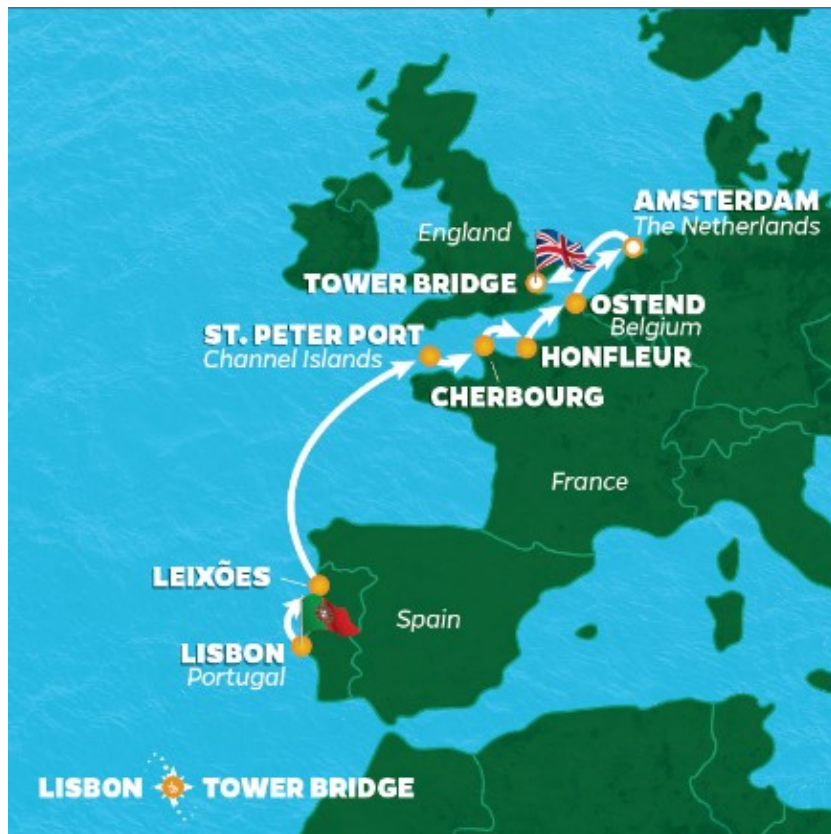 AMSTERDAM
The Netherlands
England
TOWER BRIDGE
OSTEND
Belgium
ST. PETER PORT
Channel Islands
HONFLEUR
CHERBOURG
France
LEIXÕES
Spain
LISBON
Portugal
LISBON TOWER BRIDGE